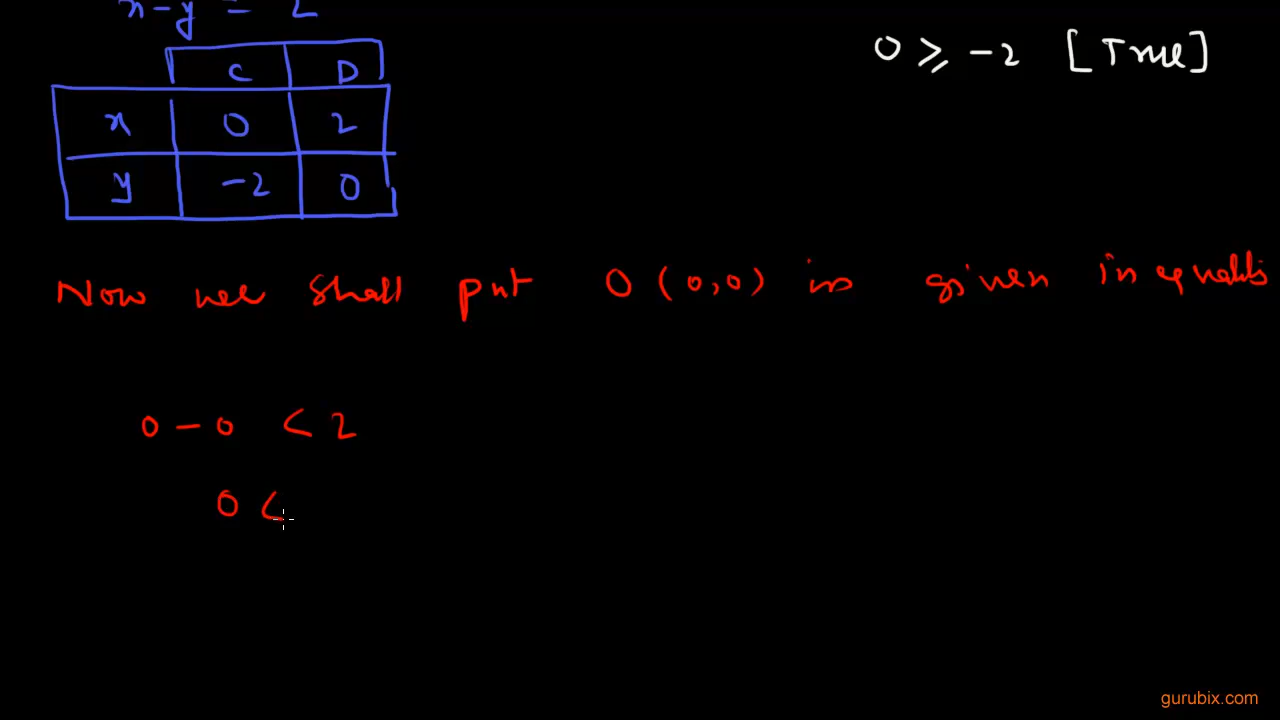 x - y = 2
0 ⩾ -2 [True]
C D
x 0 2
y -2 0
Now we shall put O (0,0) in given inequalis
0 - 0 < 2
0 <
gurubix.com